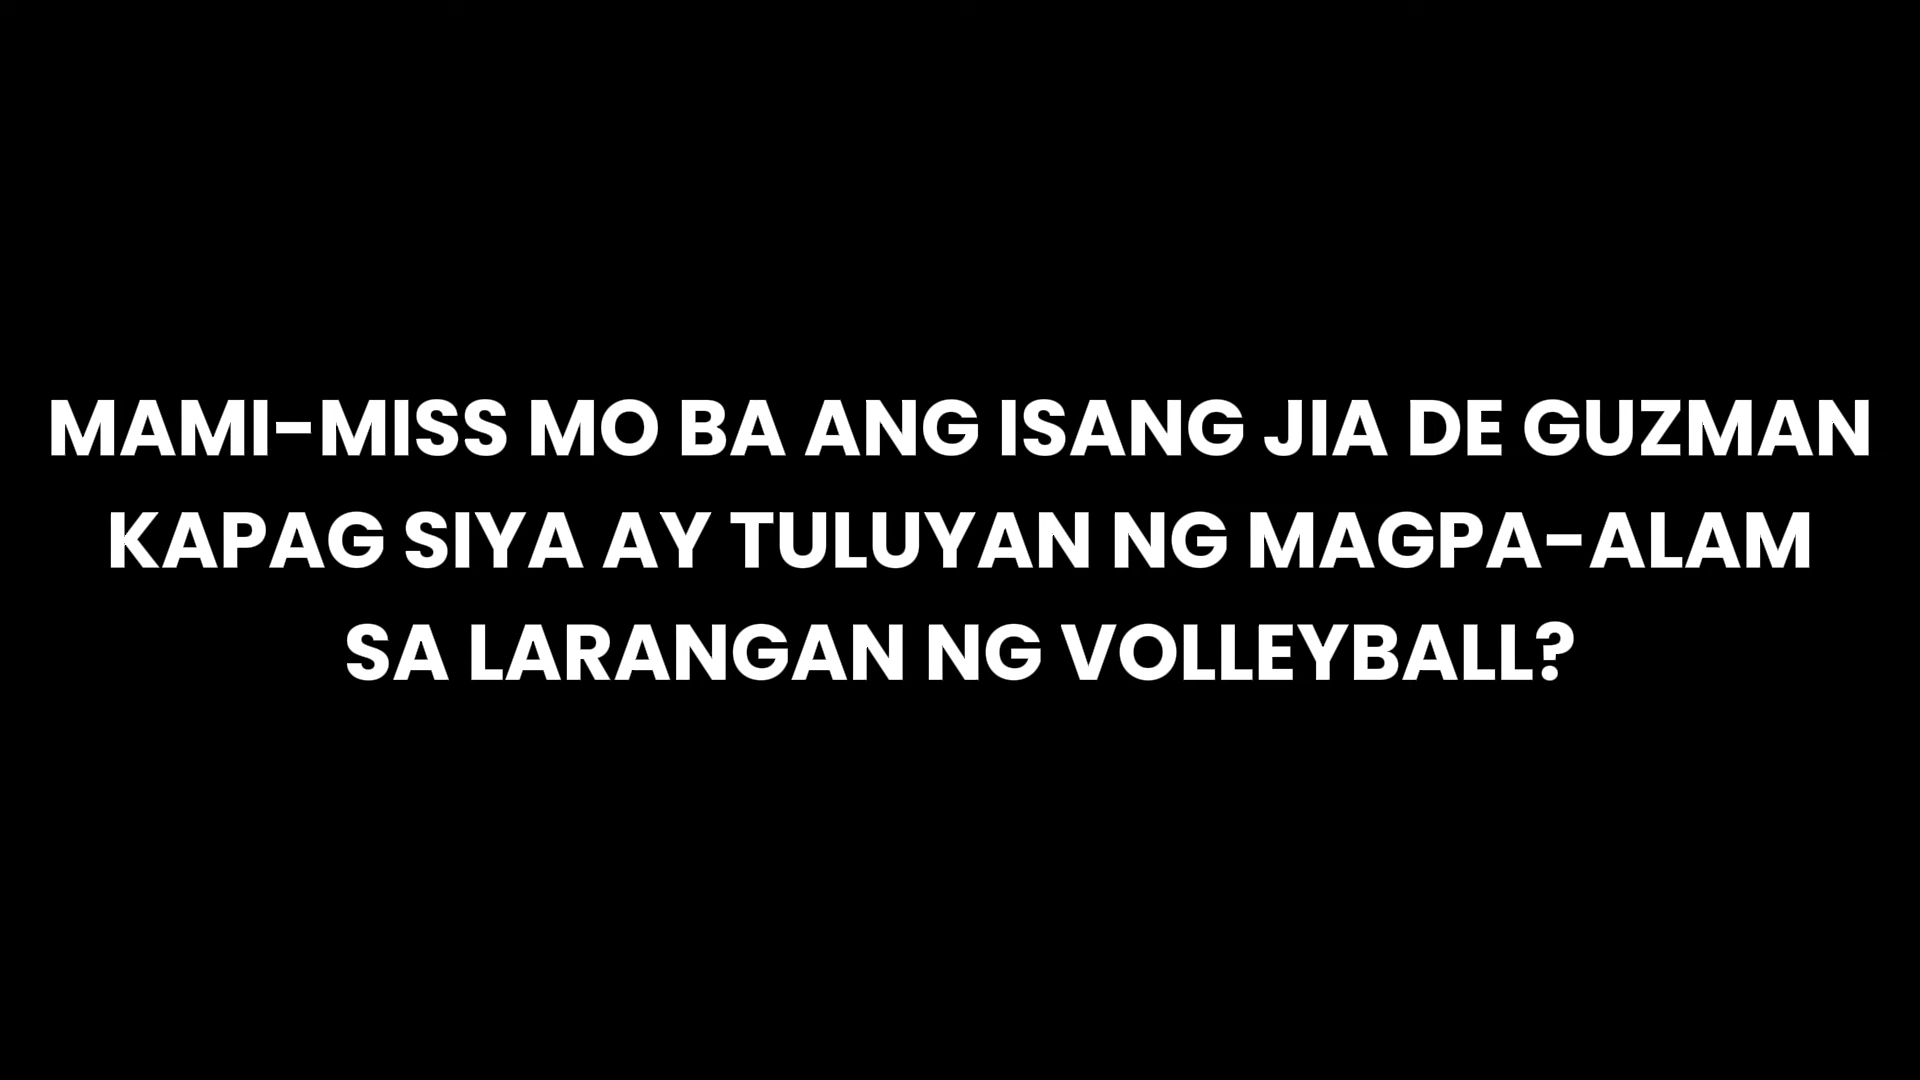 MAMI-MISS MO BA ANG ISANG JIA DE GUZMAN
KAPAG SIYA AY TULUYAN NG MAGPA-ALAM
SA LARANGAN NG VOLLEYBALL?